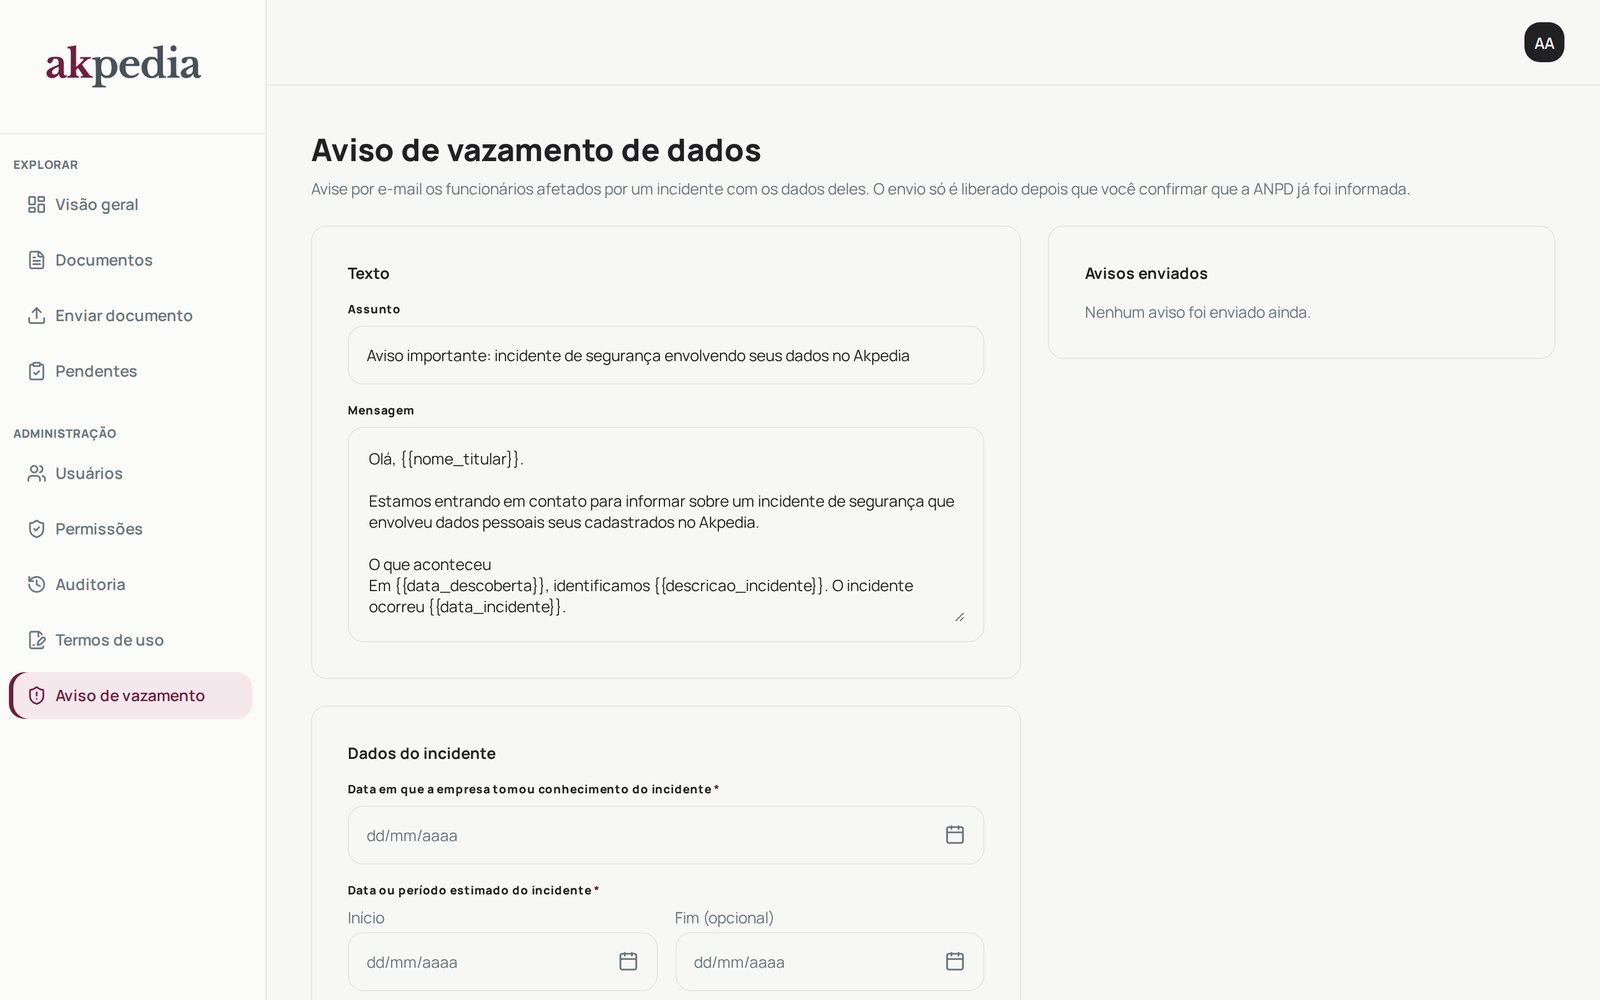 akpedia
AA
EXPLORAR
Visão geral
Documentos
Enviar documento
Pendentes
ADMINISTRAÇÃO
Usuários
Permissões
Auditoria
Termos de uso
Aviso de vazamento
Aviso de vazamento de dados
Avise por e-mail os funcionários afetados por um incidente com os dados deles. O envio só é liberado depois que você confirmar que a ANPD já foi informada.
Texto
Assunto
Aviso importante: incidente de segurança envolvendo seus dados no Akpedia
Mensagem
Olá, {{nome_titular}}.
Estamos entrando em contato para informar sobre um incidente de segurança que
envolveu dados pessoais seus cadastrados no Akpedia.
O que aconteceu
Em {{data_descoberta}}, identificamos {{descricao_incidente}}. O incidente
ocorreu {{data_incidente}}.
Avisos enviados
Nenhum aviso foi enviado ainda.
Dados do incidente
Data em que a empresa tomou conhecimento do incidente *
dd/mm/aaaa
Data ou período estimado do incidente *
Início
Fim (opcional)
dd/mm/aaaa
dd/mm/aaaa